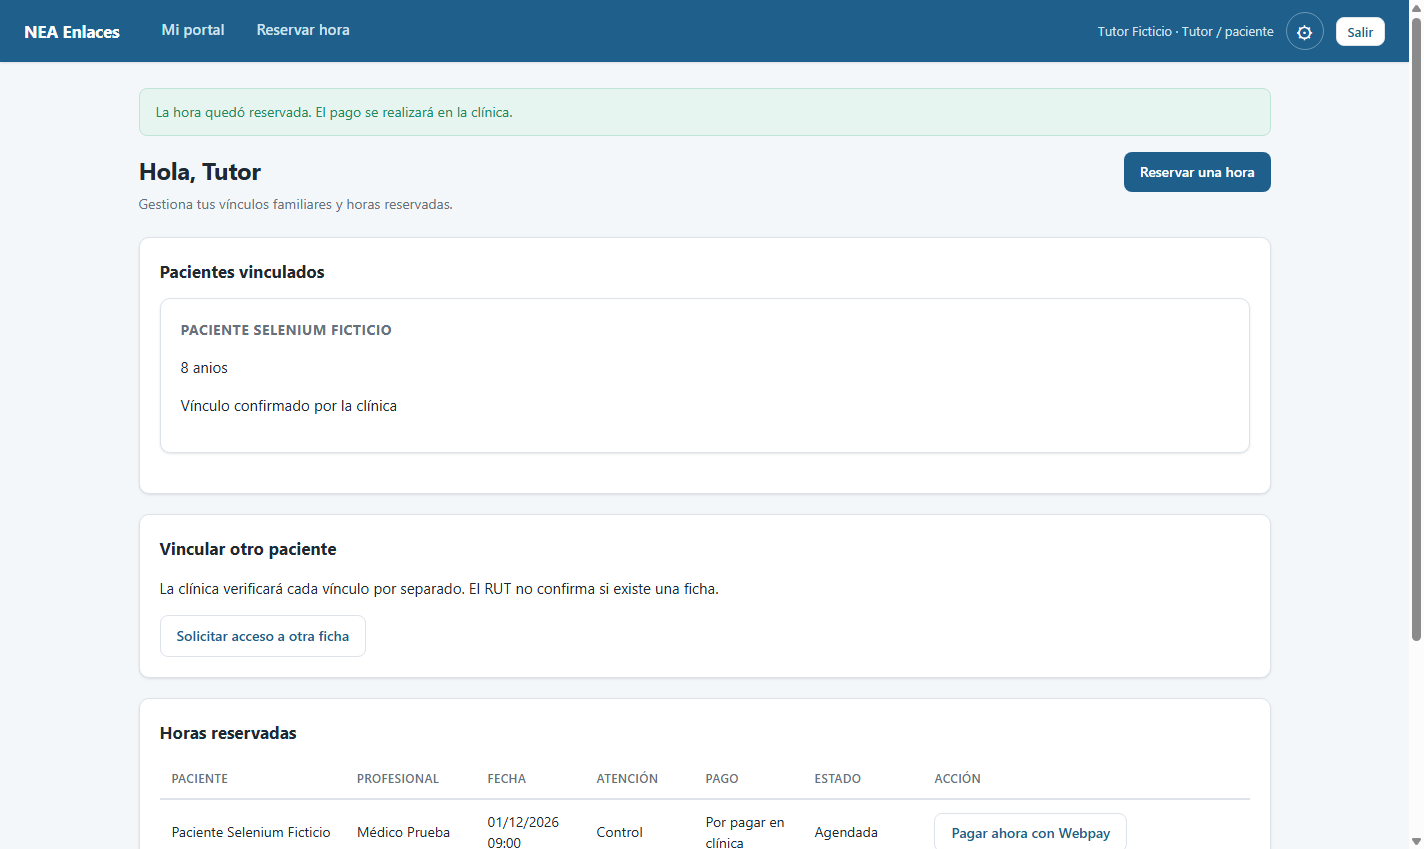 NEA Enlaces
Mi portal
Reservar hora
Tutor Ficticio · Tutor / paciente
Salir
La hora quedó reservada. El pago se realizará en la clínica.
Hola, Tutor
Reservar una hora
Gestiona tus vínculos familiares y horas reservadas.
Pacientes vinculados
PACIENTE SELENIUM FICTICIO
8 anios
Vínculo confirmado por la clínica
Vincular otro paciente
La clínica verificará cada vínculo por separado. El RUT no confirma si existe una ficha.
Solicitar acceso a otra ficha
Horas reservadas
PACIENTE PROFESIONAL FECHA ATENCIÓN PAGO ESTADO ACCIÓN
Paciente Selenium Ficticio
Médico Prueba
01/12/2026
09:00
Control
Por pagar en
clínica
Agendada
Pagar ahora con Webpay